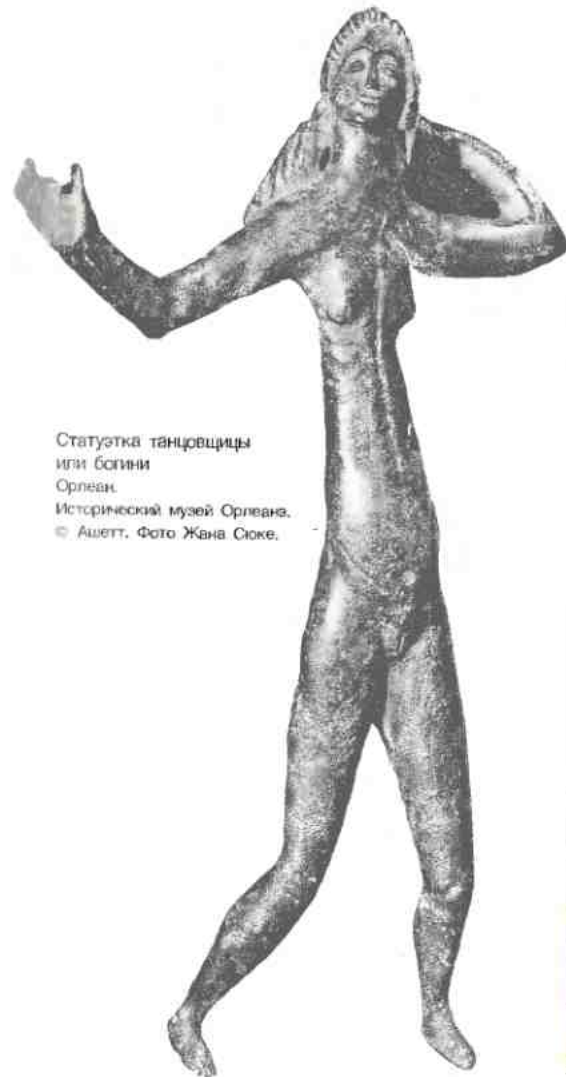 Статуэтка танцовщицы
или богини
Орлеан.
Исторический музей Орлеана.
© Ашетт. Фото Жана Сюке.